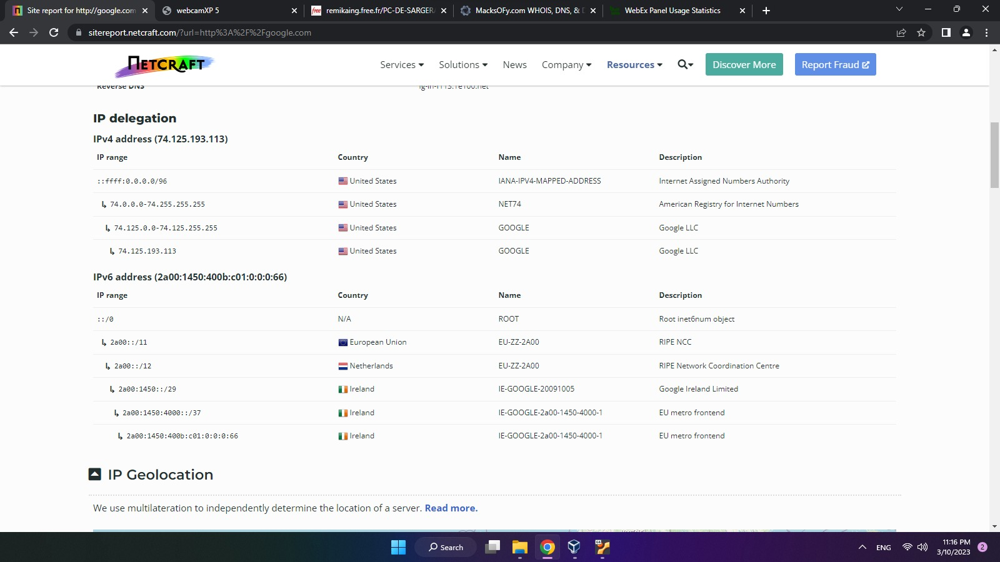 Site report for http://google.com
webcamXP 5
free remikaing.free.fr/PC-DE-SARGER
MacksOFy.com WHOIS, DNS, & D
WebEx Panel Usage Statistics
sitereport.netcraft.com/?url=http%3A%2F%2Fgoogle.com
NETCRAFT
Services
Solutions
News
Company
Resources
Discover More
Report Fraud
Reverse DNS
IP delegation
IPv4 address (74.125.193.113)
IP range Country Name Description
::ffff:0.0.0.0/96 United States IANA-IPV4-MAPPED-ADDRESS Internet Assigned Numbers Authority
↳ 74.0.0.0-74.255.255.255 United States NET74 American Registry for Internet Numbers
↳ 74.125.0.0-74.125.255.255 United States GOOGLE Google LLC
↳ 74.125.193.113 United States GOOGLE Google LLC
IPv6 address (2a00:1450:400b:c01:0:0:0:66)
IP range Country Name Description
::/0 N/A ROOT Root inet6num object
↳ 2a00::/11 European Union EU-ZZ-2A00 RIPE NCC
↳ 2a00::/12 Netherlands EU-ZZ-2A00 RIPE Network Coordination Centre
↳ 2a00:1450::/29 Ireland IE-GOOGLE-20091005 Google Ireland Limited
↳ 2a00:1450:4000::/37 Ireland IE-GOOGLE-2a00-1450-4000-1 EU metro frontend
↳ 2a00:1450:400b:c01:0:0:0:66 Ireland IE-GOOGLE-2a00-1450-4000-1 EU metro frontend
IP Geolocation
We use multilateration to independently determine the location of a server. Read more.
Search
ENG
11:16 PM
3/10/2023
2